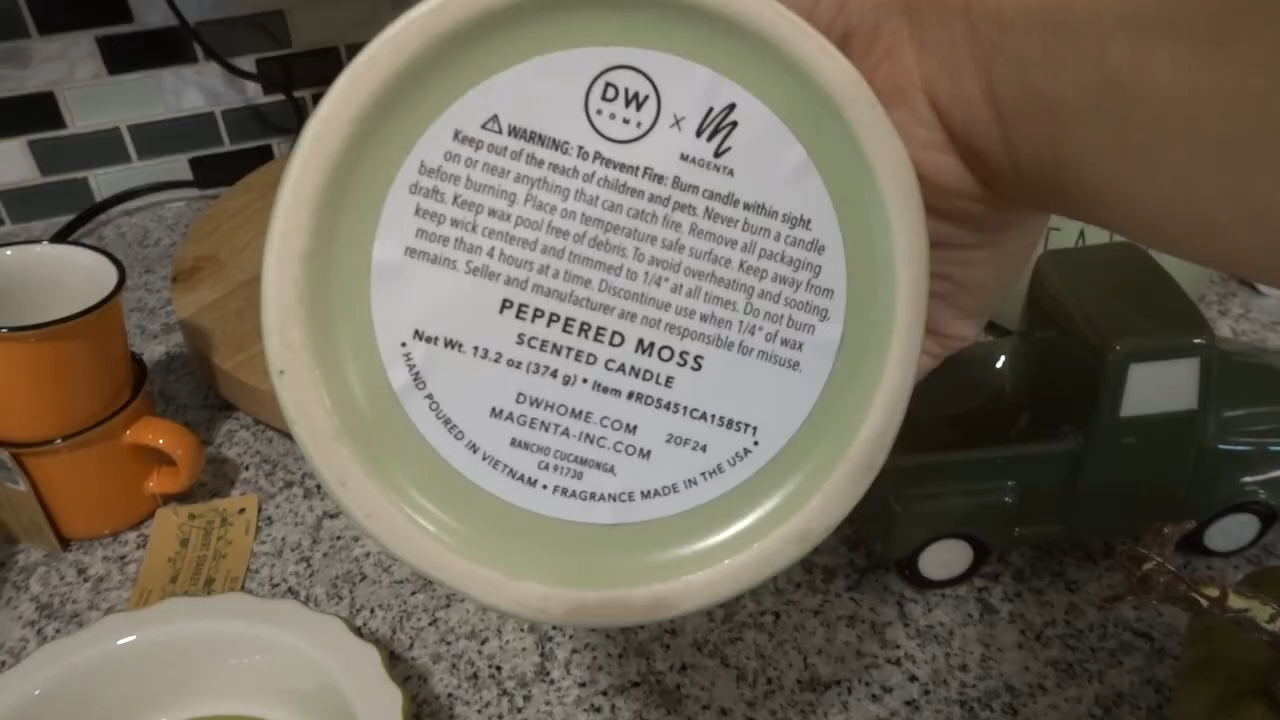 DW
HOME
X
MAGENTA
⚠ WARNING: To Prevent Fire: Burn candle within sight.
Keep out of the reach of children and pets. Never burn a candle
on or near anything that can catch fire. Remove all packaging
before burning. Place on temperature safe surface. Keep away from
drafts. Keep wax pool free of debris. To avoid overheating and sooting,
keep wick centered and trimmed to 1/4" at all times. Do not burn
more than 4 hours at a time. Discontinue use when 1/4" of wax
remains. Seller and manufacturer are not responsible for misuse.
PEPPERED MOSS
SCENTED CANDLE
Net Wt. 13.2 oz (374 g) • Item #RD5451CA158ST1
DWHOME.COM
MAGENTA-INC.COM
20F24
RANCHO CUCAMONGA,
CA 91730
• HAND POURED IN VIETNAM • FRAGRANCE MADE IN THE USA •
ROBERT STANLEY